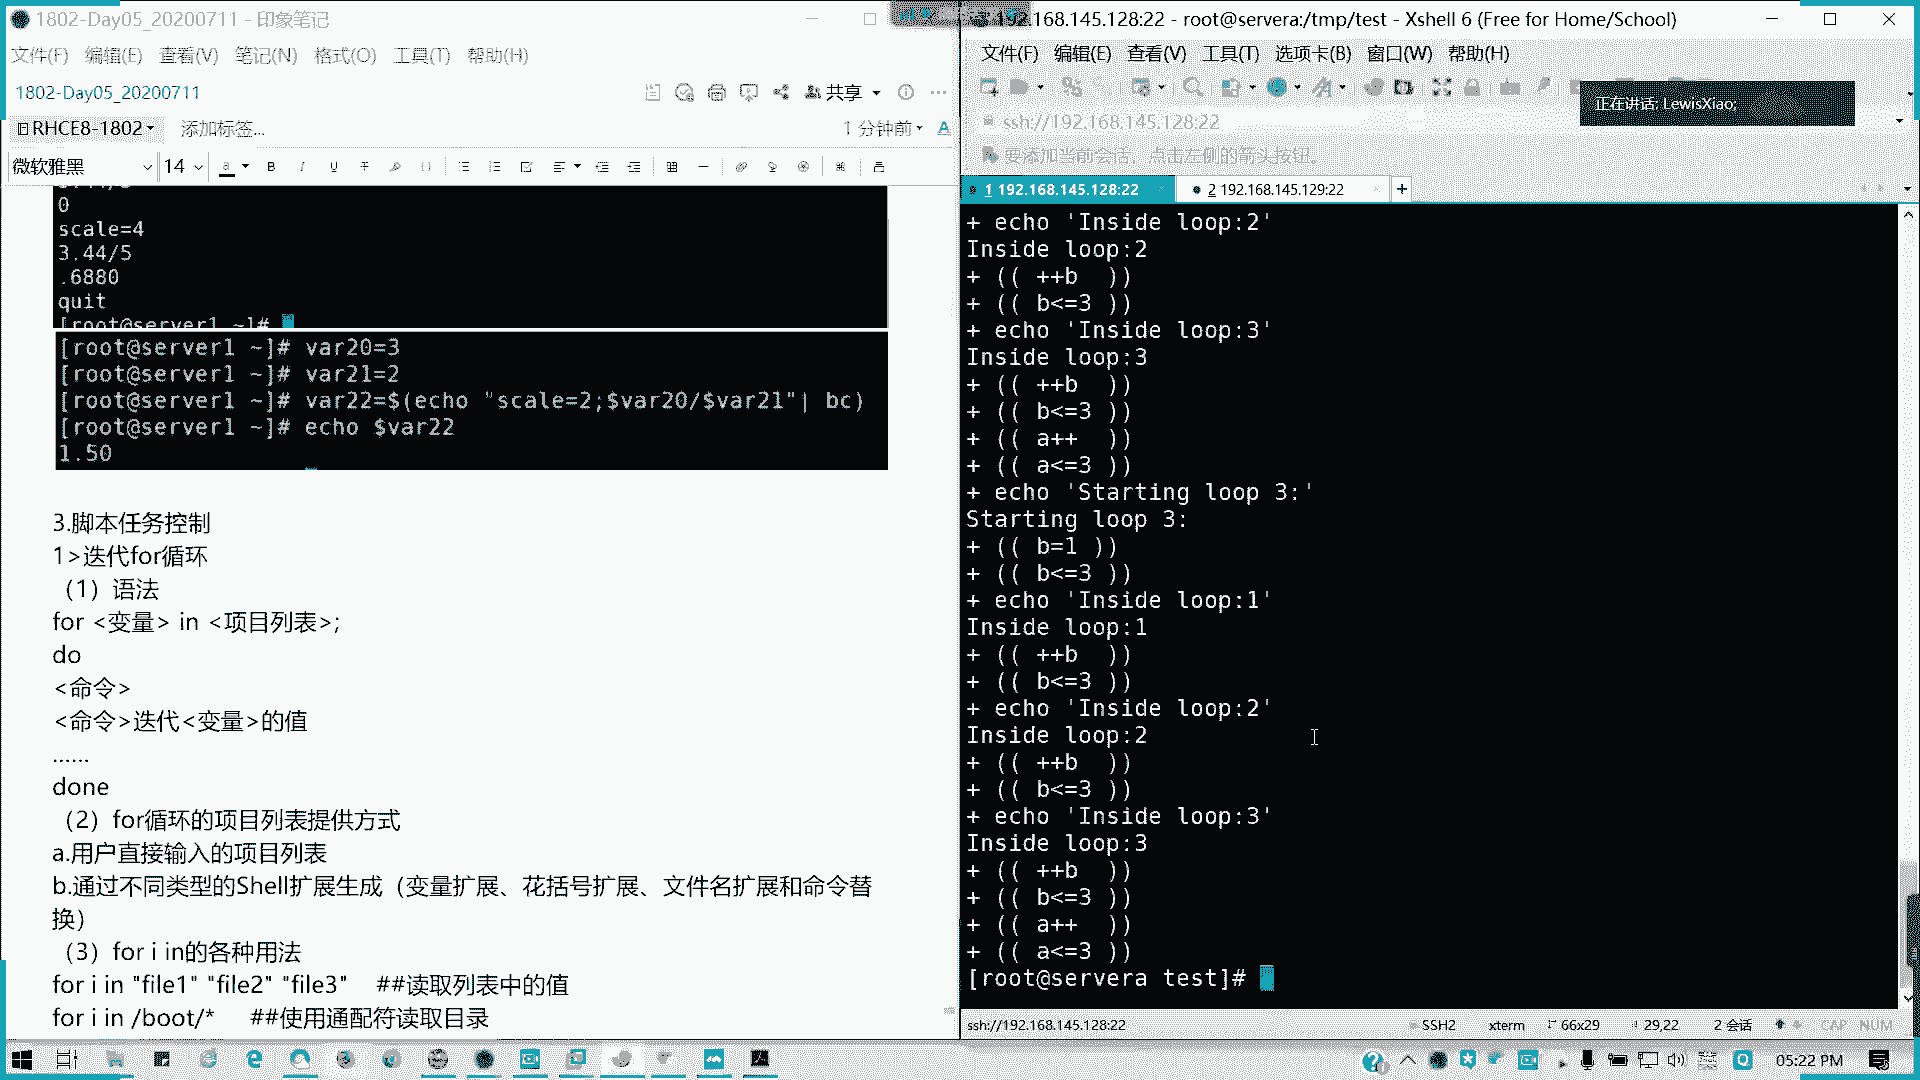 1802-Day05_20200711 - 印象笔记
文件(F) 编辑(E) 查看(V) 笔记(N) 格式(O) 工具(T) 帮助(H)
1802-Day05_20200711
共享
RHCE8-1802
添加标签...
1 分钟前
微软雅黑
14
0
scale=4
3.44/5
.6880
quit
[root@server1 ~]#
[root@server1 ~]# var20=3
[root@server1 ~]# var21=2
[root@server1 ~]# var22=$(echo "scale=2;$var20/$var21"| bc)
[root@server1 ~]# echo $var22
1.50
3.脚本任务控制
1>迭代for循环
（1）语法
for <变量> in <项目列表>;
do
<命令>
<命令>迭代<变量>的值
......
done
（2）for循环的项目列表提供方式
a.用户直接输入的项目列表
b.通过不同类型的Shell扩展生成（变量扩展、花括号扩展、文件名扩展和命令替
换）
（3）for i in的各种用法
for i in "file1" "file2" "file3" ##读取列表中的值
for i in /boot/* ##使用通配符读取目录
192.168.145.128:22 - root@servera:/tmp/test - Xshell 6 (Free for Home/School)
文件(F) 编辑(E) 查看(V) 工具(T) 选项卡(B) 窗口(W) 帮助(H)
正在讲话: LewisXiao;
ssh://192.168.145.128:22
要添加当前会话，点击左侧的箭头按钮。
1 192.168.145.128:22
2 192.168.145.129:22
+ echo 'Inside loop:2'
Inside loop:2
+ (( ++b  ))
+ (( b<=3 ))
+ echo 'Inside loop:3'
Inside loop:3
+ (( ++b  ))
+ (( b<=3 ))
+ (( a++  ))
+ (( a<=3 ))
+ echo 'Starting loop 3:'
Starting loop 3:
+ (( b=1 ))
+ (( b<=3 ))
+ echo 'Inside loop:1'
Inside loop:1
+ (( ++b  ))
+ (( b<=3 ))
+ echo 'Inside loop:2'
Inside loop:2
+ (( ++b  ))
+ (( b<=3 ))
+ echo 'Inside loop:3'
Inside loop:3
+ (( ++b  ))
+ (( b<=3 ))
+ (( a++  ))
+ (( a<=3 ))
[root@servera test]#
ssh://192.168.145.128:22
SSH2
xterm
66x29
29,22
2 会话
CAP NUM
05:22 PM